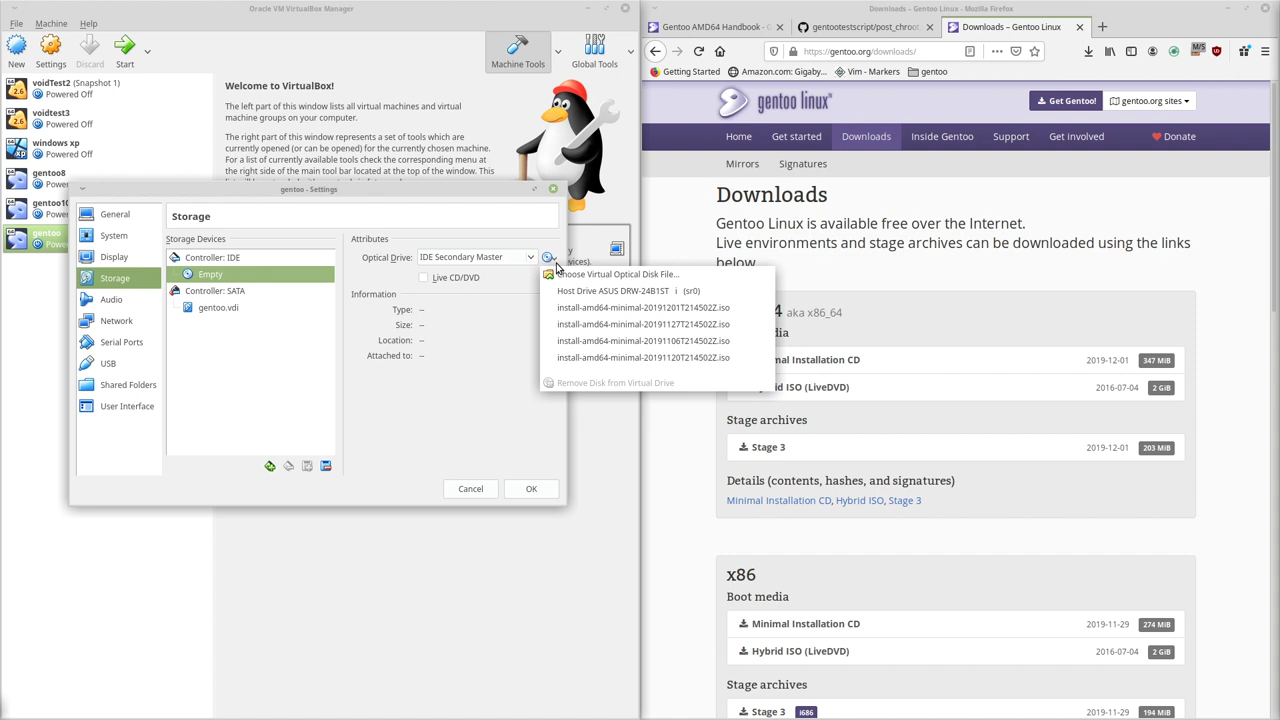 Oracle VM VirtualBox Manager
File Machine Help
New Settings Discard Start
Machine Tools Global Tools
voidTest2 (Snapshot 1)
Powered Off
voidtest3
Powered Off
windows xp
Powered Off
gentoo8
gentoo
Welcome to VirtualBox!
The left part of this window lists all virtual machines and virtual
machine groups on your computer.
The right part of this window represents a set of tools which are
currently opened (or can be opened) for the currently chosen machine.
For a list of currently available tools check the corresponding menu at
the right side of the main tool bar located at the top of the window. This
gentoo - Settings
General
System
Display
Storage
Audio
Network
Serial Ports
USB
Shared Folders
User Interface
Storage
Storage Devices
Controller: IDE
Empty
Controller: SATA
gentoo.vdi
Attributes
Optical Drive: IDE Secondary Master
Live CD/DVD
Information
Type: --
Size: --
Location: --
Attached to: --
Cancel OK
Choose Virtual Optical Disk File...
Host Drive ASUS DRW-24B1ST i (sr0)
install-amd64-minimal-20191201T214502Z.iso
install-amd64-minimal-20191127T214502Z.iso
install-amd64-minimal-20191106T214502Z.iso
install-amd64-minimal-20191120T214502Z.iso
Remove Disk from Virtual Drive
Downloads – Gentoo Linux - Mozilla Firefox
Gentoo AMD64 Handbook - G
gentootestscript/post_chroot.
Downloads – Gentoo Linux
https://gentoo.org/downloads/
Getting Started Amazon.com: Gigaby... Vim - Markers gentoo
gentoo linux
Get Gentoo! gentoo.org sites
Home Get started Downloads Inside Gentoo Support Get Involved Donate
Mirrors Signatures
Downloads
Gentoo Linux is available free over the Internet.
Live environments and stage archives can be downloaded using the links
below.
4 aka x86_64
mal Installation CD 2019-12-01 347 MiB
ISO (LiveDVD) 2016-07-04 2 GiB
Stage archives
Stage 3 2019-12-01 203 MiB
Details (contents, hashes, and signatures)
Minimal Installation CD, Hybrid ISO, Stage 3
x86
Boot media
Minimal Installation CD 2019-11-29 274 MiB
Hybrid ISO (LiveDVD) 2016-07-04 2 GiB
Stage archives
Stage 3 i686 2019-11-29 194 MiB